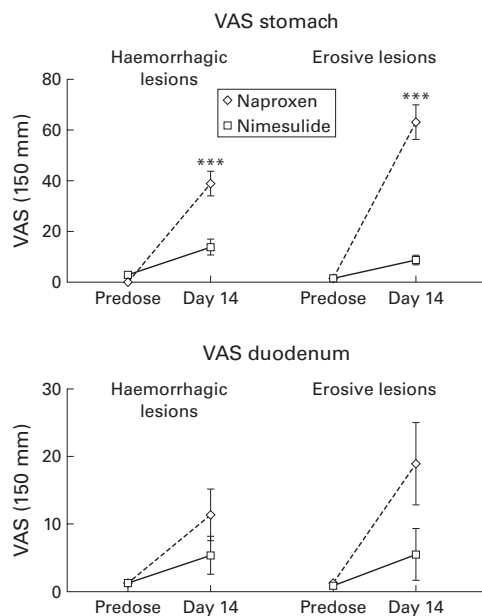 VAS stomach
Haemorrhagic
lesions
Erosive lesions
Naproxen
Nimesulide
***
***
VAS (150 mm)
80
60
40
20
0
Predose
Day 14
Predose
Day 14
VAS duodenum
Haemorrhagic
lesions
Erosive lesions
VAS (150 mm)
30
20
10
0
Predose
Day 14
Predose
Day 14